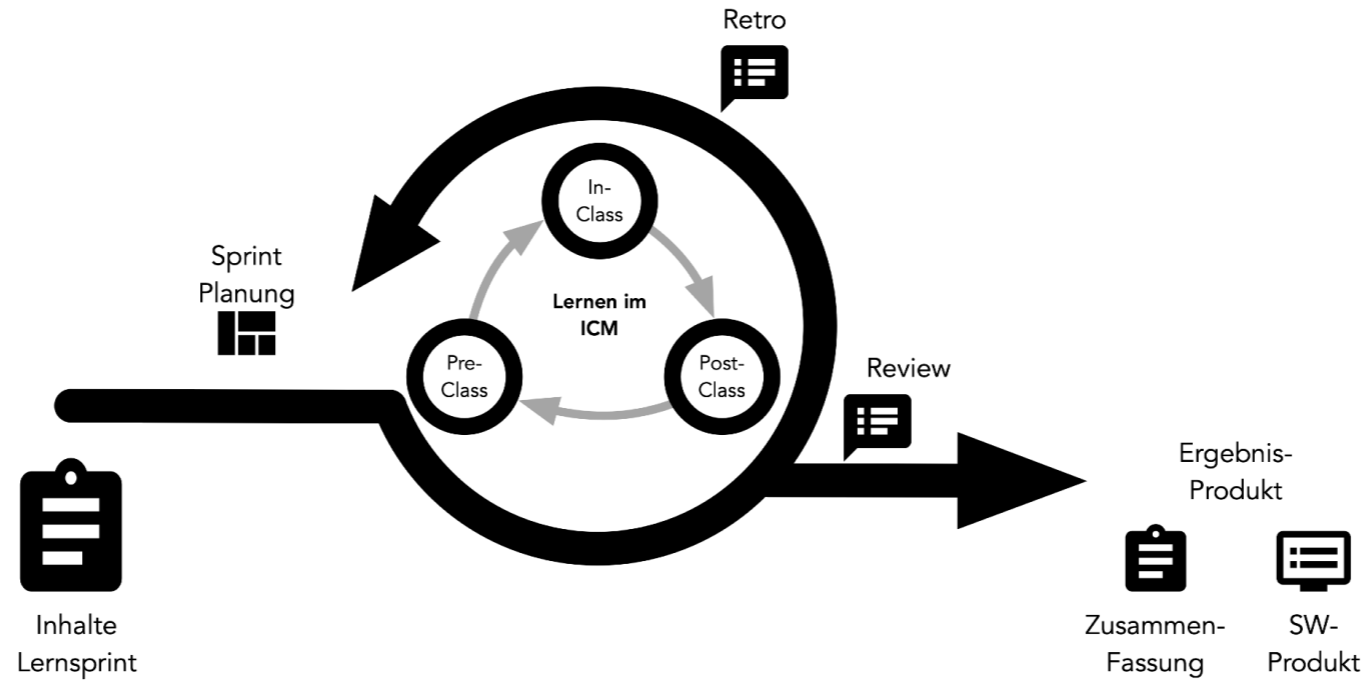 Retro
In-
Class
Sprint
Planung
Lernen im
ICM
Pre-
Class
Post-
Class
Review
Ergebnis-
Produkt
Inhalte
Lernsprint
Zusammen-
Fassung
SW-
Produkt